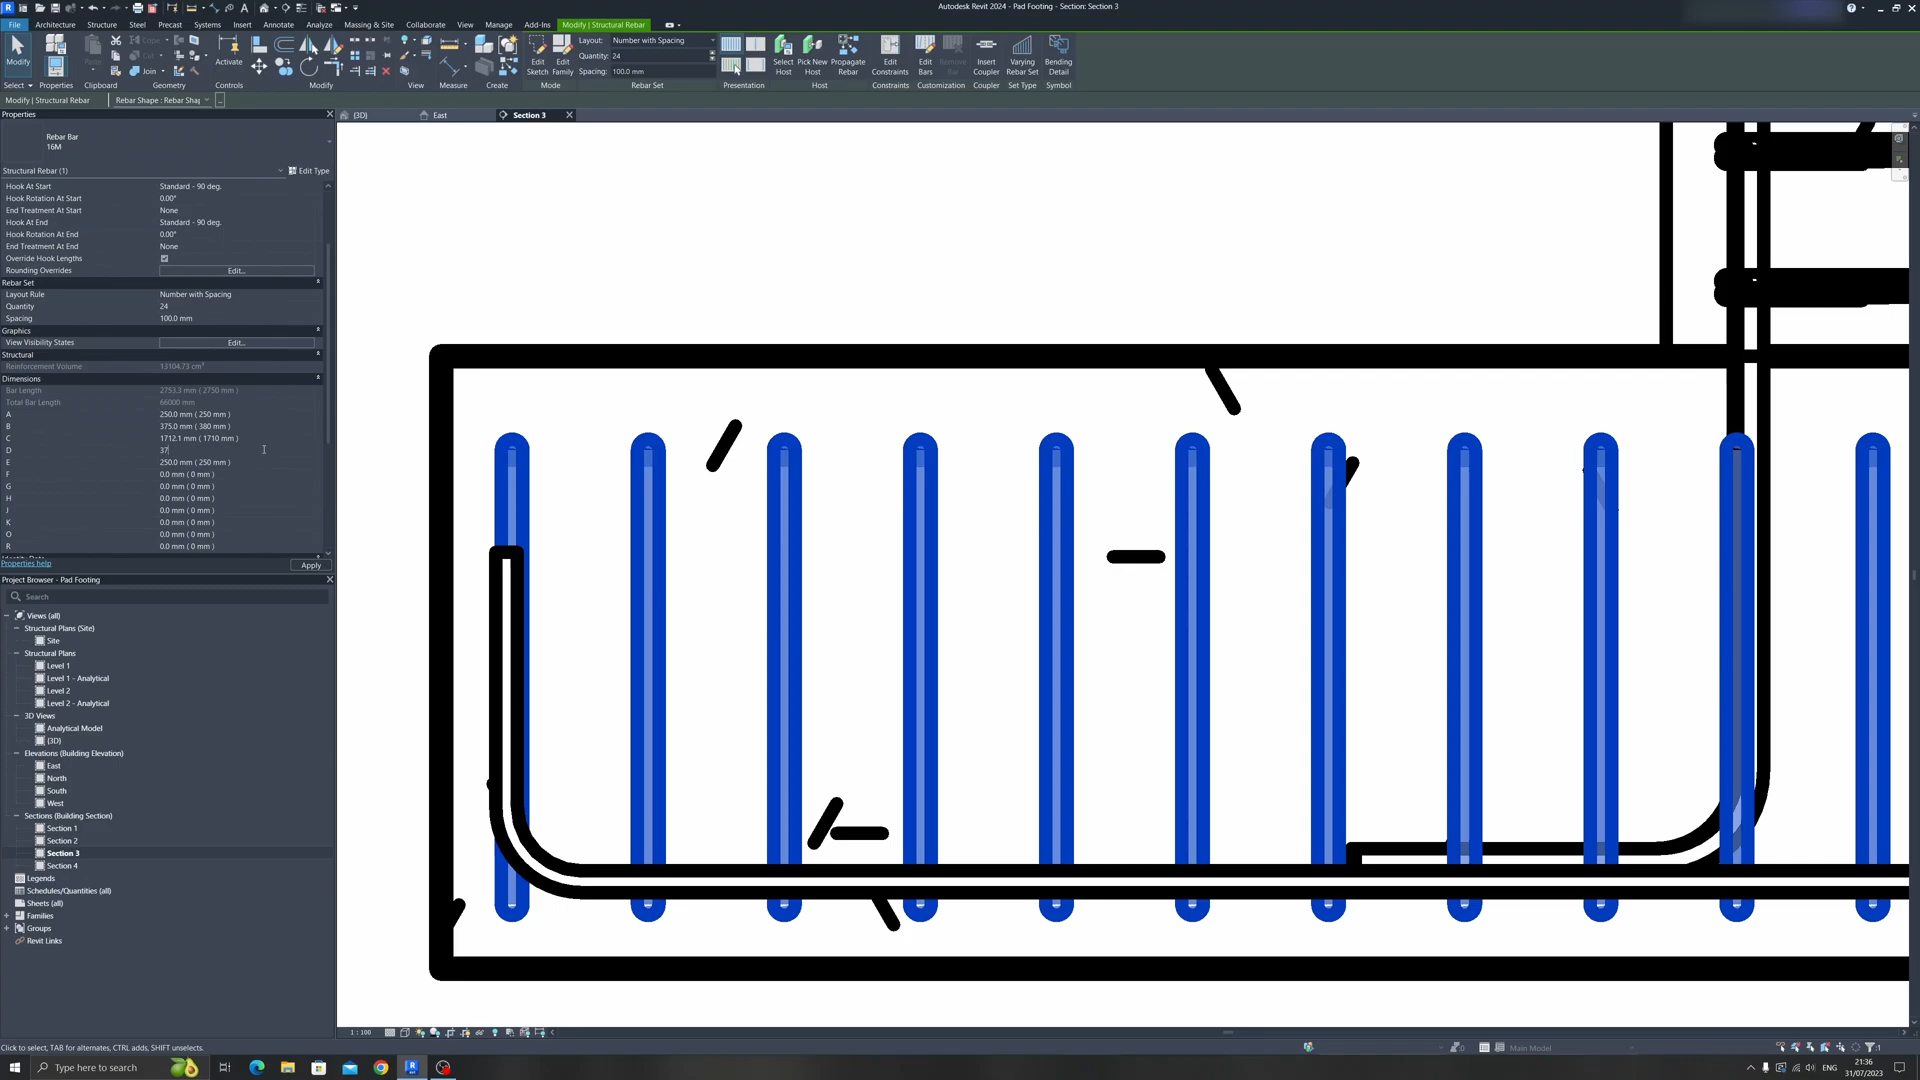 Autodesk Revit 2024 - Pad Footing - Section: Section 3
File Architecture Structure Steel Precast Systems Insert Annotate Analyze Massing & Site Collaborate View Manage Add-Ins Modify | Structural Rebar
Modify
Properties
Cope
Cut
Join
Activate
Edit Sketch
Edit Family
Layout: Number with Spacing
Quantity: 24
Spacing: 100.0 mm
Select Host
Pick New Host
Propagate Rebar
Edit Constraints
Edit Bars
Remove Bar
Insert Coupler
Varying Rebar Set
Bending Detail
Select Properties Clipboard Geometry Controls Modify View Measure Create Mode Rebar Set Presentation Host Constraints Customization Coupler Set Type Symbol
Modify | Structural Rebar
Rebar Shape : Rebar Shap
Properties
{3D}
East
Section 3
Rebar Bar
16M
Structural Rebar (1)
Edit Type
Hook At Start Standard - 90 deg.
Hook Rotation At Start 0.00°
End Treatment At Start None
Hook At End Standard - 90 deg.
Hook Rotation At End 0.00°
End Treatment At End None
Override Hook Lengths
Rounding Overrides Edit...
Rebar Set
Layout Rule Number with Spacing
Quantity 24
Spacing 100.0 mm
Graphics
View Visibility States Edit...
Structural
Reinforcement Volume 13104.73 cm³
Dimensions
Bar Length 2753.3 mm ( 2750 mm )
Total Bar Length 66000 mm
A 250.0 mm ( 250 mm )
B 375.0 mm ( 380 mm )
C 1712.1 mm ( 1710 mm )
D 37
E 250.0 mm ( 250 mm )
F 0.0 mm ( 0 mm )
G 0.0 mm ( 0 mm )
H 0.0 mm ( 0 mm )
J 0.0 mm ( 0 mm )
K 0.0 mm ( 0 mm )
O 0.0 mm ( 0 mm )
R 0.0 mm ( 0 mm )
Identity Data
Properties help
Apply
Project Browser - Pad Footing
Search
Views (all)
Structural Plans (Site)
Site
Structural Plans
Level 1
Level 1 - Analytical
Level 2
Level 2 - Analytical
3D Views
Analytical Model
{3D}
Elevations (Building Elevation)
East
North
South
West
Sections (Building Section)
Section 1
Section 2
Section 3
Section 4
Legends
Schedules/Quantities (all)
Sheets (all)
Families
Groups
Revit Links
1 : 100
Click to select, TAB for alternates, CTRL adds, SHIFT unselects.
:0
Main Model
:1
Type here to search
ENG
21:36
31/07/2023